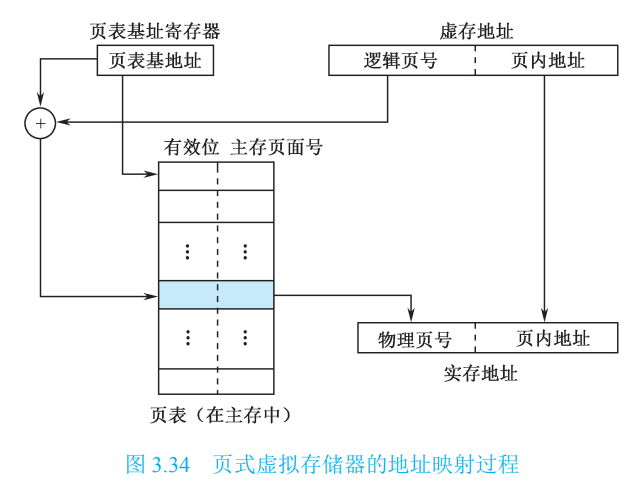 页表基址寄存器
虚存地址
页表基地址
逻辑页号
页内地址
+
有效位 主存页面号
⋮ ⋮
物理页号
页内地址
⋮ ⋮
实存地址
页表（在主存中）
图 3.34 页式虚拟存储器的地址映射过程